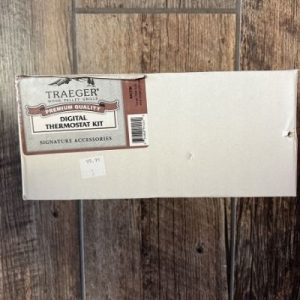 TRAEGER
WOOD PELLET GRILLS
PREMIUM QUALITY
DIGITAL
THERMOSTAT KIT
SIGNATURE ACCESSORIES